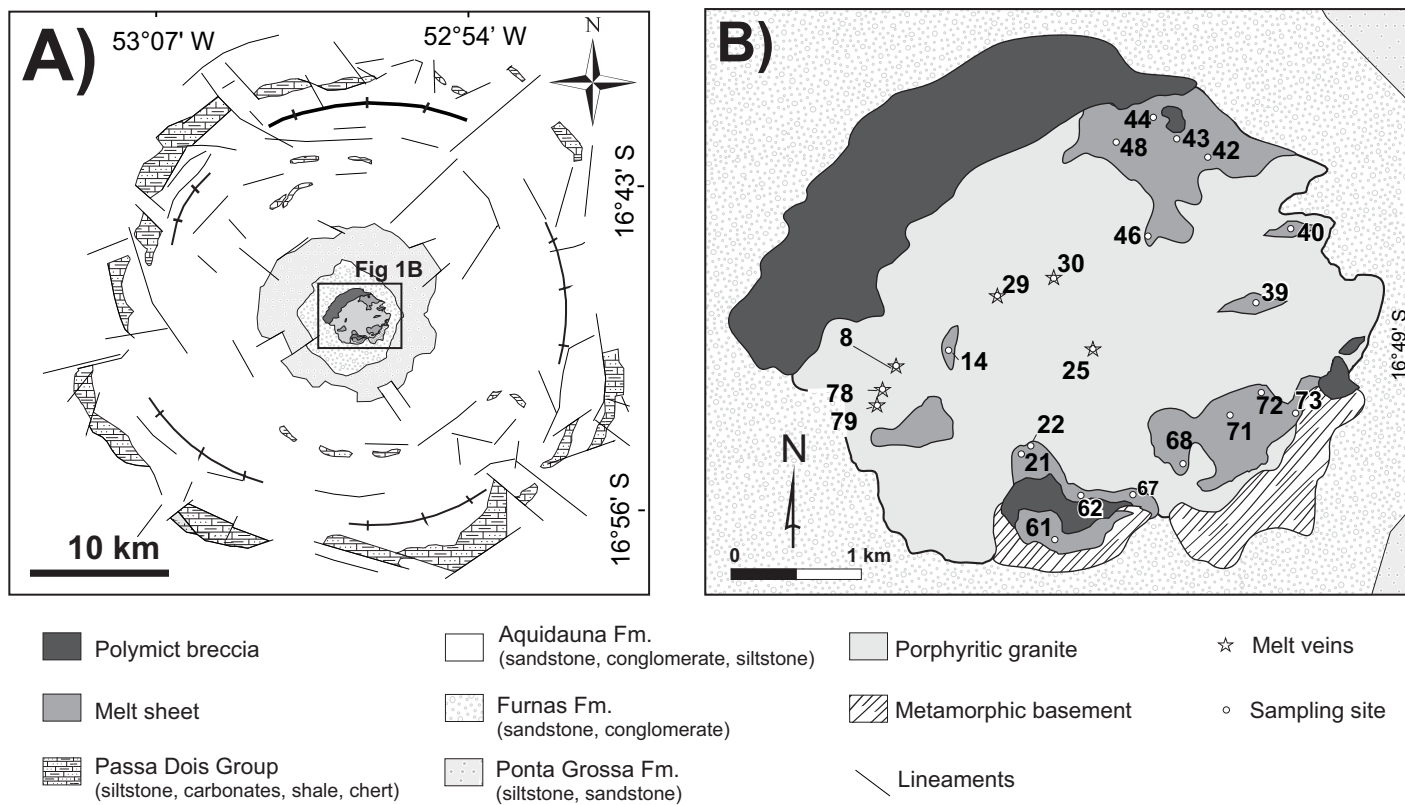 A)
53°07' W
52°54' W
N
16°43' S
Fig 1B
16°56' S
10 km
B)
44
43
48
42
46
40
30
29
39
8
14
25
16°49' S
78
79
72
73
71
22
21
68
67
62
61
N
0
1 km
Polymict breccia
Melt sheet
Passa Dois Group
(siltstone, carbonates, shale, chert)
Aquidauna Fm.
(sandstone, conglomerate, siltstone)
Furnas Fm.
(sandstone, conglomerate)
Ponta Grossa Fm.
(siltstone, sandstone)
Porphyritic granite
Metamorphic basement
Lineaments
Melt veins
Sampling site